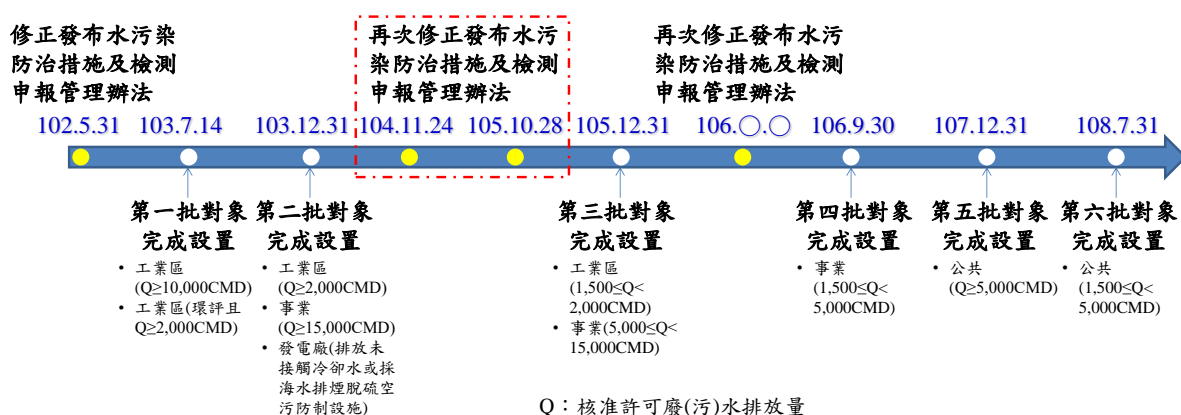 修正發布水污染
防治措施及檢測
申報管理辦法
再次修正發布水污
染防治措施及檢測
申報管理辦法
再次修正發布水污
染防治措施及檢測
申報管理辦法
102.5.31
103.7.14
103.12.31
104.11.24
105.10.28
105.12.31
106.○.○
106.9.30
107.12.31
108.7.31
第一批對象
完成設置
• 工業區
(Q≥10,000CMD)
• 工業區(環評且
Q≥2,000CMD)
第二批對象
完成設置
• 工業區
(Q≥2,000CMD)
• 事業
(Q≥15,000CMD)
• 發電廠(排放未
接觸冷卻水或採
海水排煙脫硫空
污防制設施)
第三批對象
完成設置
• 工業區
(1,500≤Q<
2,000CMD)
• 事業(5,000≤Q<
15,000CMD)
第四批對象
完成設置
• 事業
(1,500≤Q<
5,000CMD)
第五批對象
完成設置
• 公共
(Q≥5,000CMD)
第六批對象
完成設置
• 公共
(1,500≤Q<
5,000CMD)
Q：核准許可廢(污)水排放量